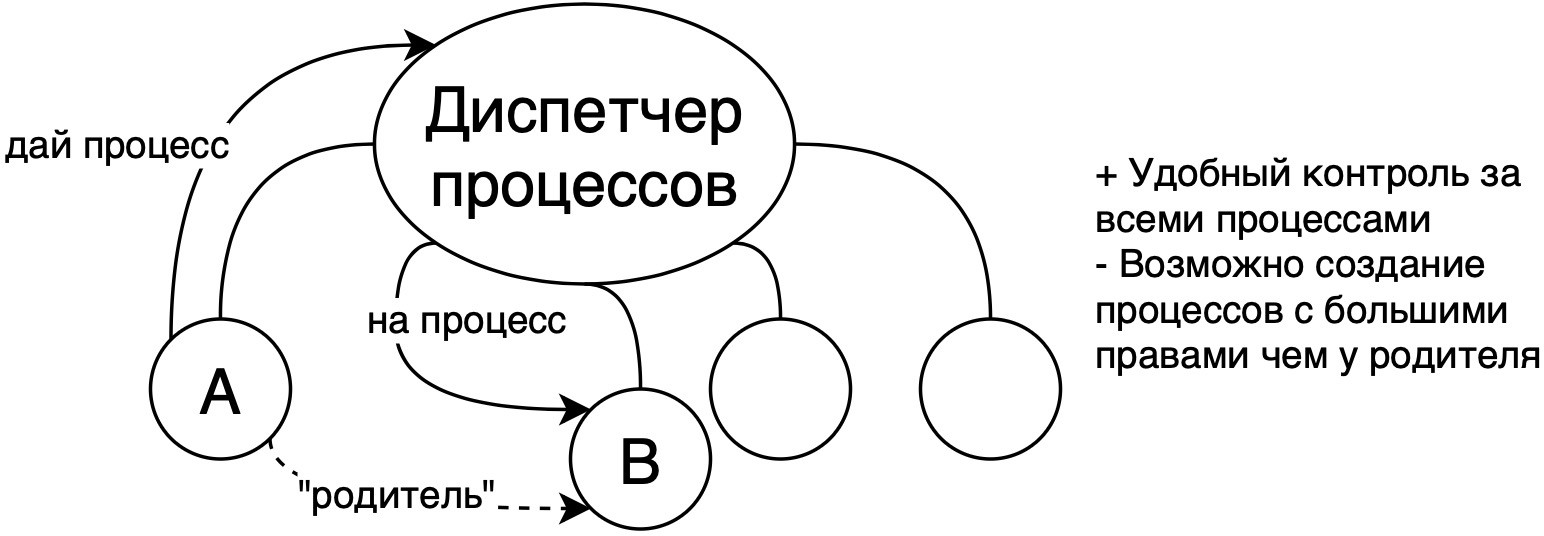 Диспетчер
процессов
дай процесс
на процесс
A
B
"родитель"
+ Удобный контроль за
всеми процессами
- Возможно создание
процессов с большими
правами чем у родителя